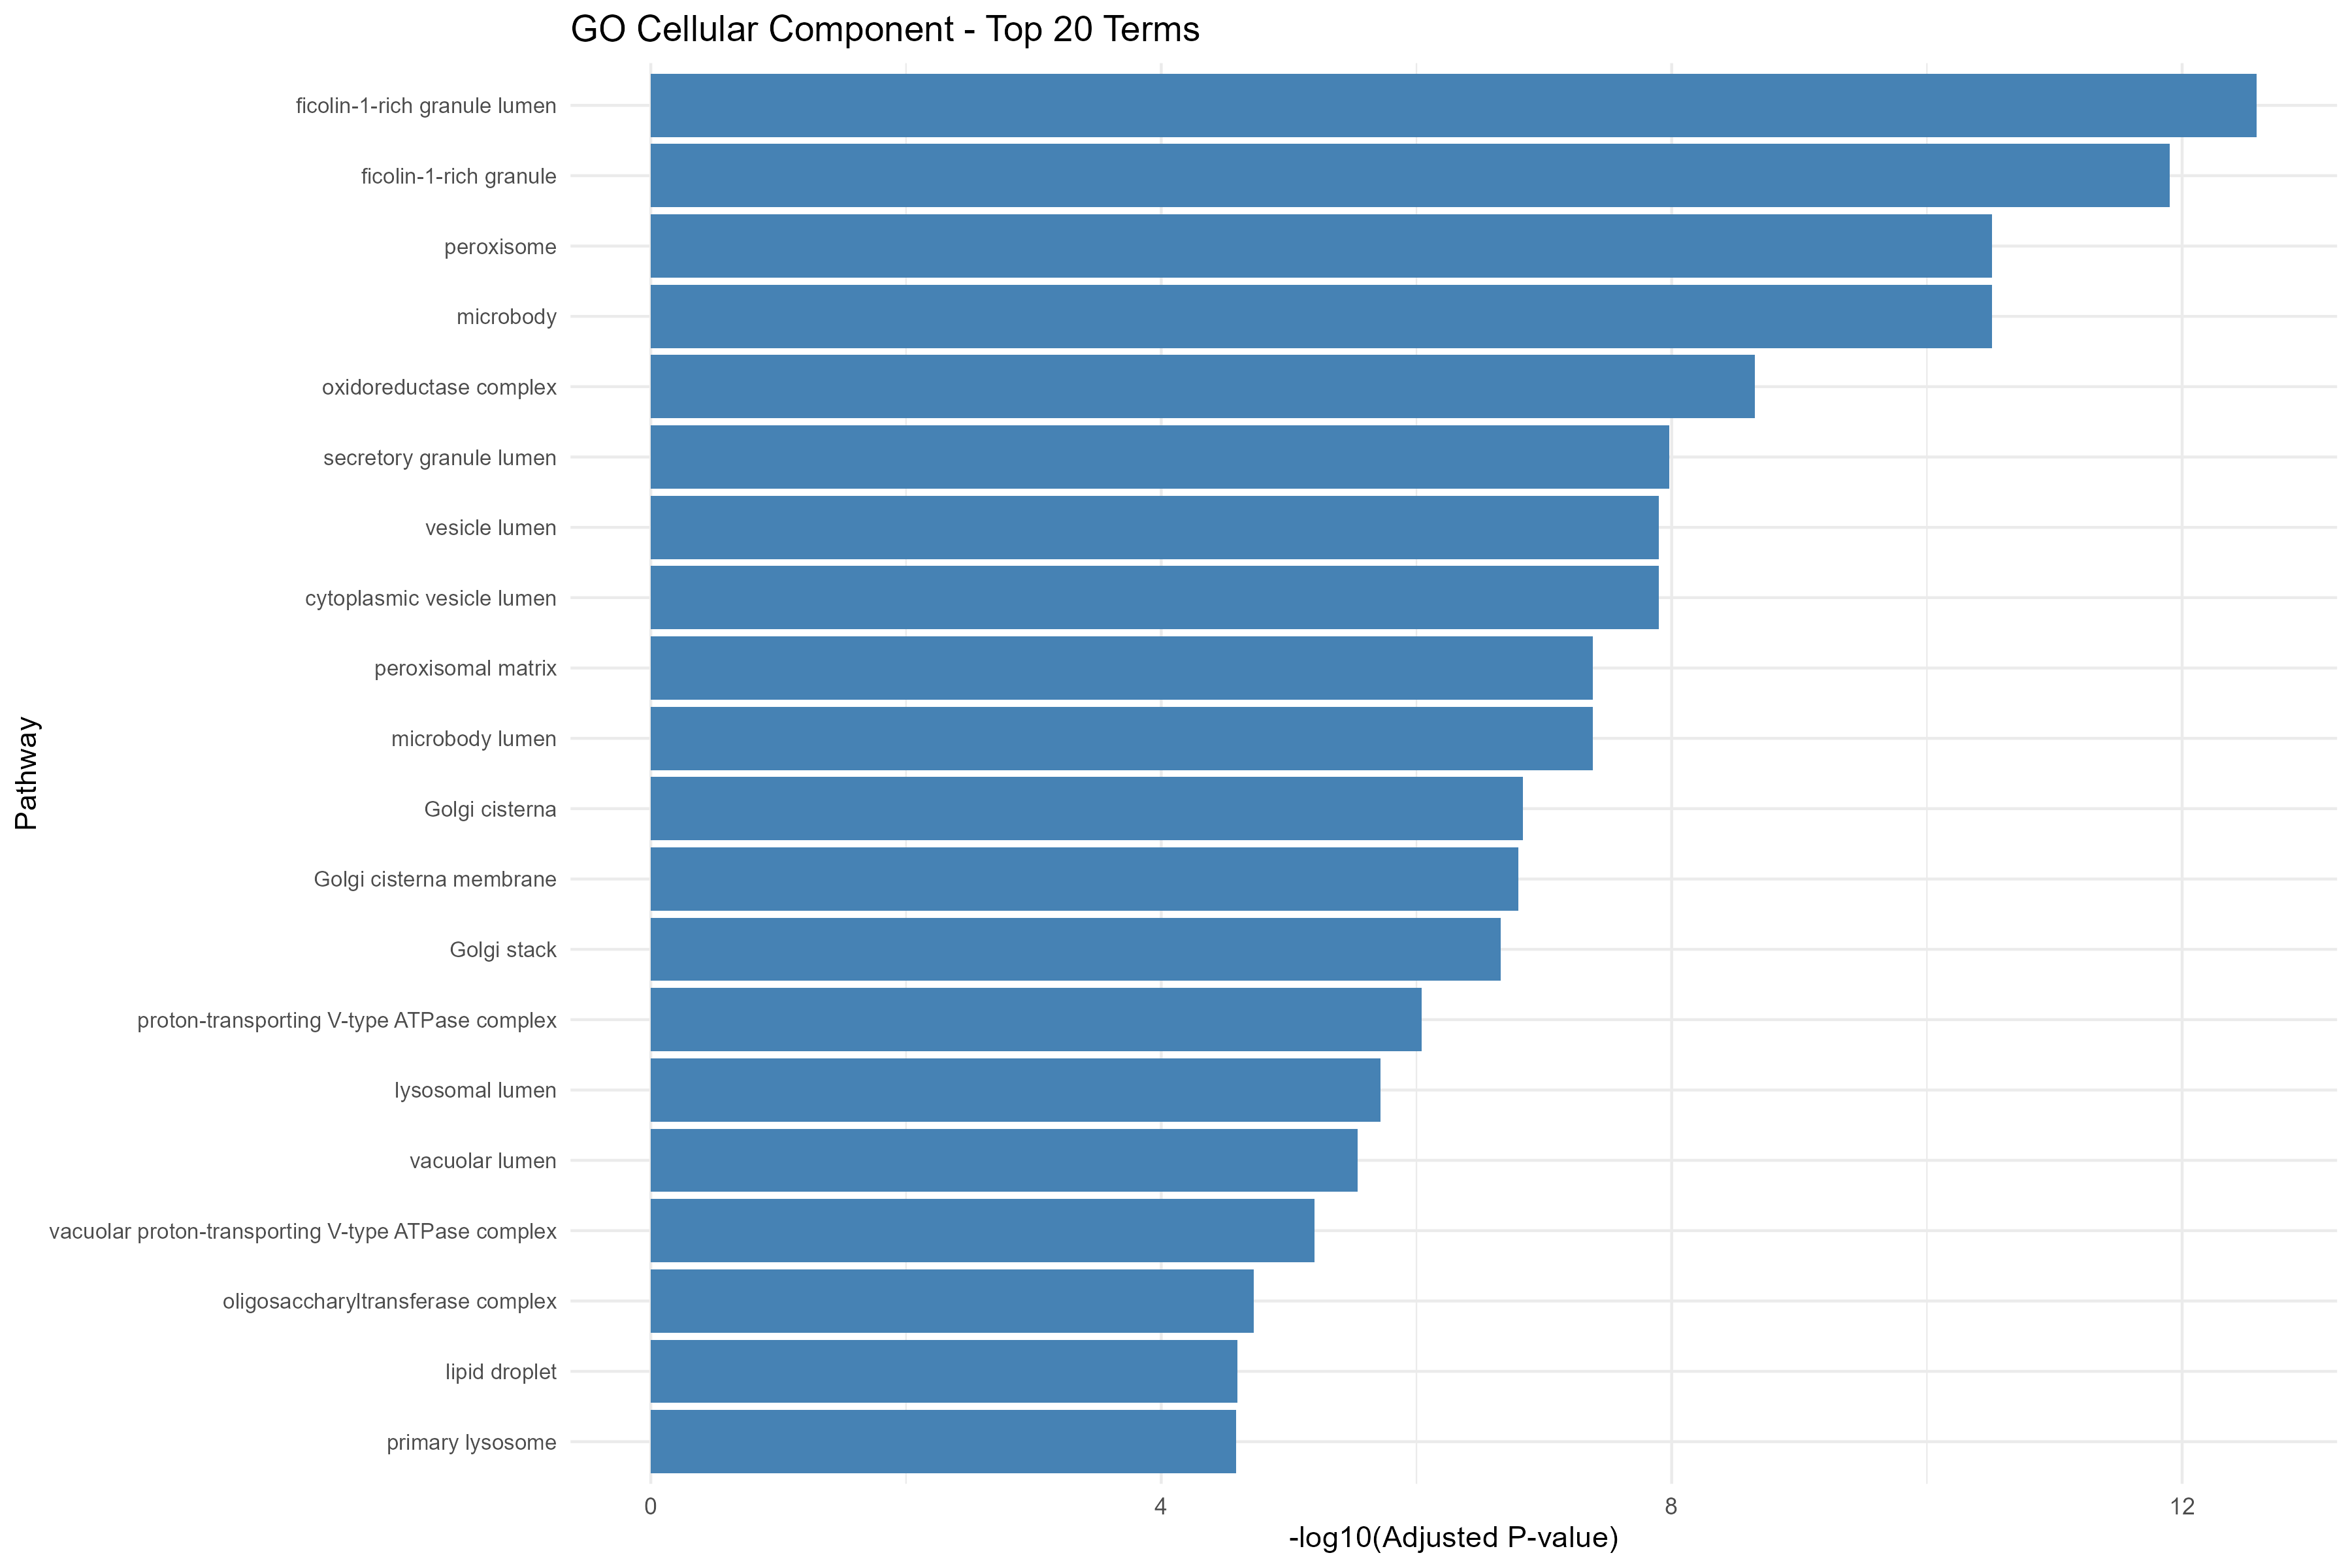 GO Cellular Component - Top 20 Terms
ficolin-1-rich granule lumen
ficolin-1-rich granule
peroxisome
microbody
oxidoreductase complex
secretory granule lumen
vesicle lumen
cytoplasmic vesicle lumen
peroxisomal matrix
microbody lumen
Golgi cisterna
Golgi cisterna membrane
Golgi stack
proton-transporting V-type ATPase complex
lysosomal lumen
vacuolar lumen
vacuolar proton-transporting V-type ATPase complex
oligosaccharyltransferase complex
lipid droplet
primary lysosome
Pathway
0 4 8 12
-log10(Adjusted P-value)